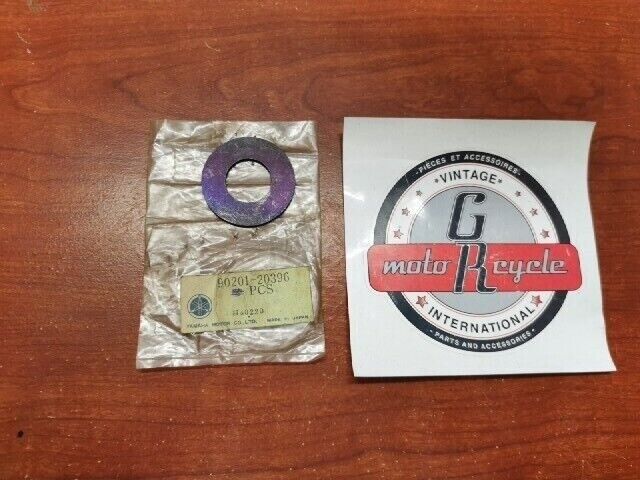 90201-20396
PCS
YAMAHA MOTOR CO., LTD. MADE IN JAPAN
PIÈCES ET ACCESSOIRES
VINTAGE
G
moto R cycle
INTERNATIONAL
PARTS AND ACCESSORIES